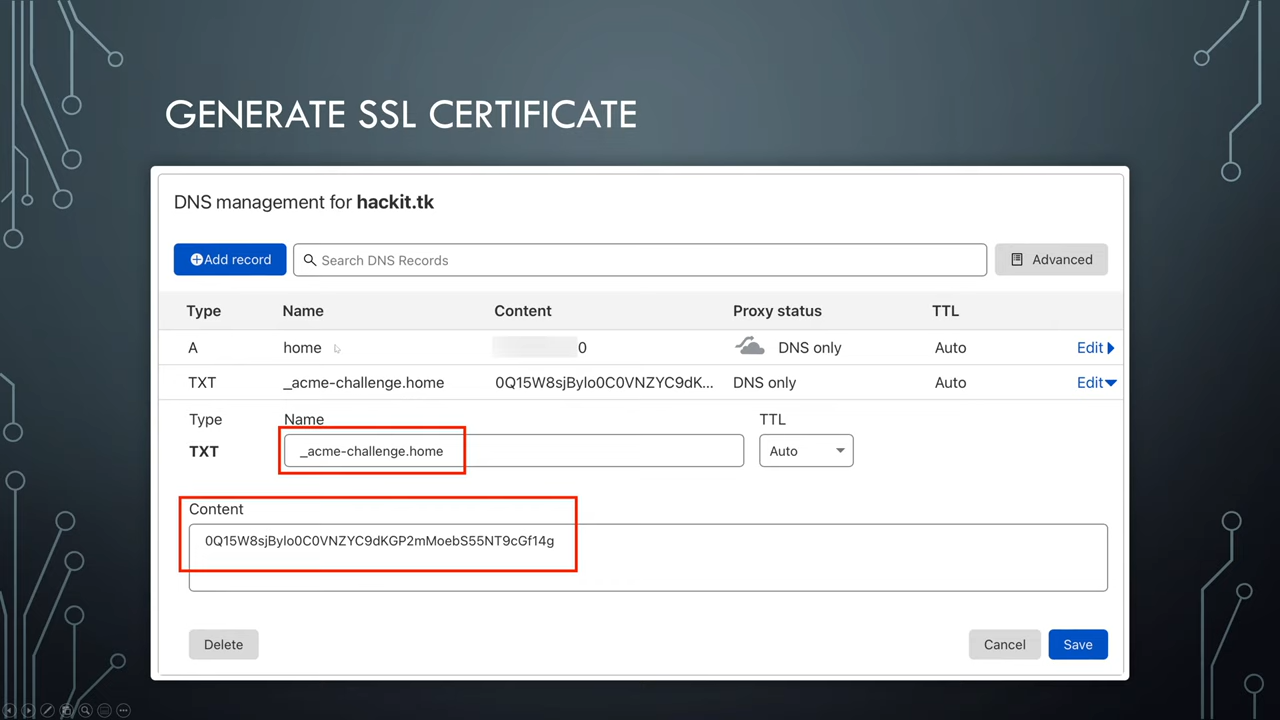 GENERATE SSL CERTIFICATE
DNS management for hackit.tk
Add record
Search DNS Records
Advanced
Type Name Content Proxy status TTL
A home 0 DNS only Auto Edit
TXT _acme-challenge.home 0Q15W8sjBylo0C0VNZYC9dK... DNS only Auto Edit
Type Name TTL
TXT _acme-challenge.home Auto
Content
0Q15W8sjBylo0C0VNZYC9dKGP2mMoebS55NT9cGf14g
Delete Cancel Save